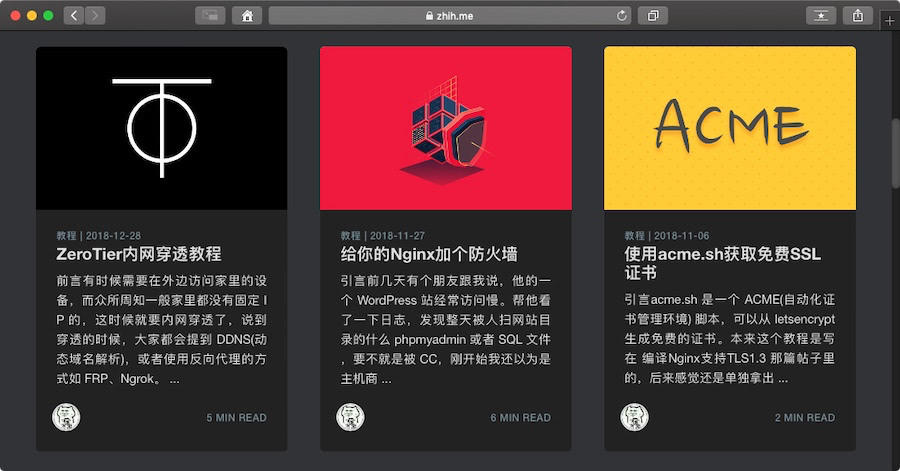 zhih.me
教程 | 2018-12-28
ZeroTier内网穿透教程
前言有时候需要在外边访问家里的设
备，而众所周知一般家里都没有固定 I
P 的，这时候就要内网穿透了，说到
穿透的时候，大家都会提到 DDNS(动
态域名解析)，或者使用反向代理的方
式如 FRP、Ngrok。 ...
5 MIN READ
教程 | 2018-11-27
给你的Nginx加个防火墙
引言前几天有个朋友跟我说，他的一
个 WordPress 站经常访问慢。帮他看
了一下日志，发现整天被人扫网站目
录的什么 phpmyadmin 或者 SQL 文件
，要不就是被 CC，刚开始我还以为是
主机商 ...
6 MIN READ
ACME
教程 | 2018-11-06
使用acme.sh获取免费SSL
证书
引言acme.sh 是一个 ACME(自动化证
书管理环境) 脚本，可以从 letsencrypt
生成免费的证书。本来这个教程是写
在 编译Nginx支持TLS1.3 那篇帖子里
的，后来感觉还是单独拿出 ...
2 MIN READ